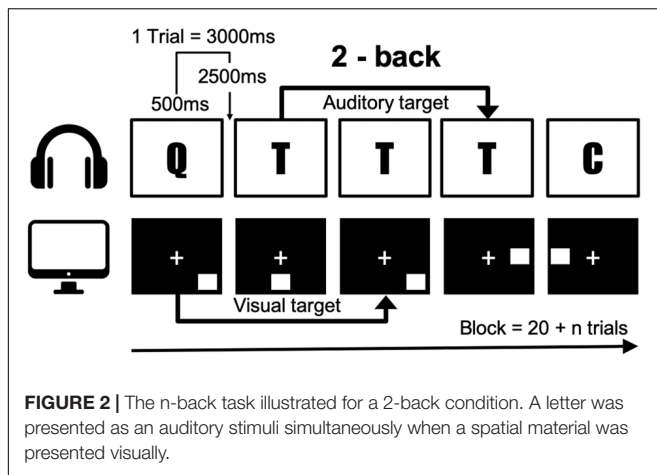 1 Trial = 3000ms
2 - back
2500ms
500ms
Auditory target
Q T T T C
+ + + + +
Visual target
Block = 20 + n trials
FIGURE 2 | The n-back task illustrated for a 2-back condition. A letter was
presented as an auditory stimuli simultaneously when a spatial material was
presented visually.